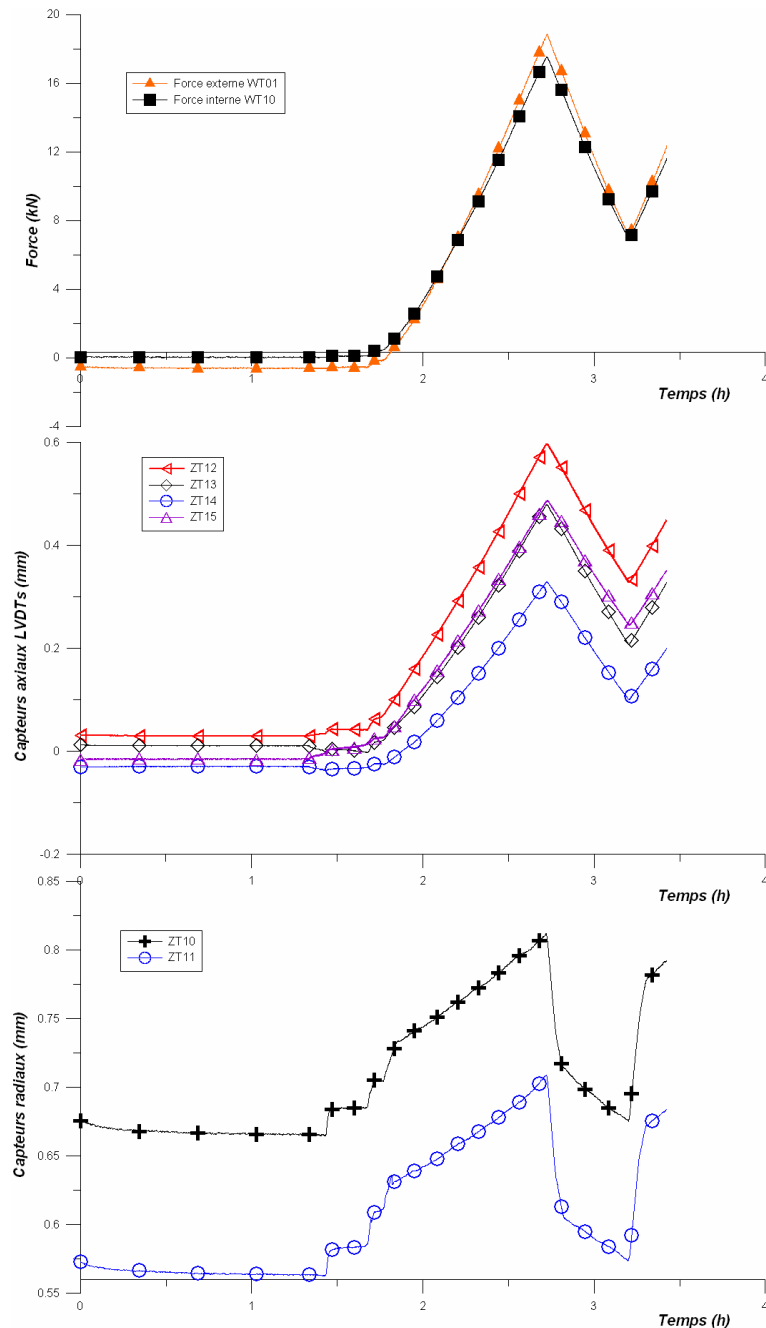 20
16
12
8
4
0
-4
Force (kN)
Force externe WT01
Force interne WT10
0
1
2
3
4
Temps (h)
0.6
0.4
0.2
0
-0.2
Capteurs axiaux LVDTs (mm)
ZT12
ZT13
ZT14
ZT15
0
1
2
3
4
Temps (h)
0.85
0.8
0.75
0.7
0.65
0.6
0.55
Capteurs radiaux (mm)
ZT10
ZT11
0
1
2
3
4
Temps (h)